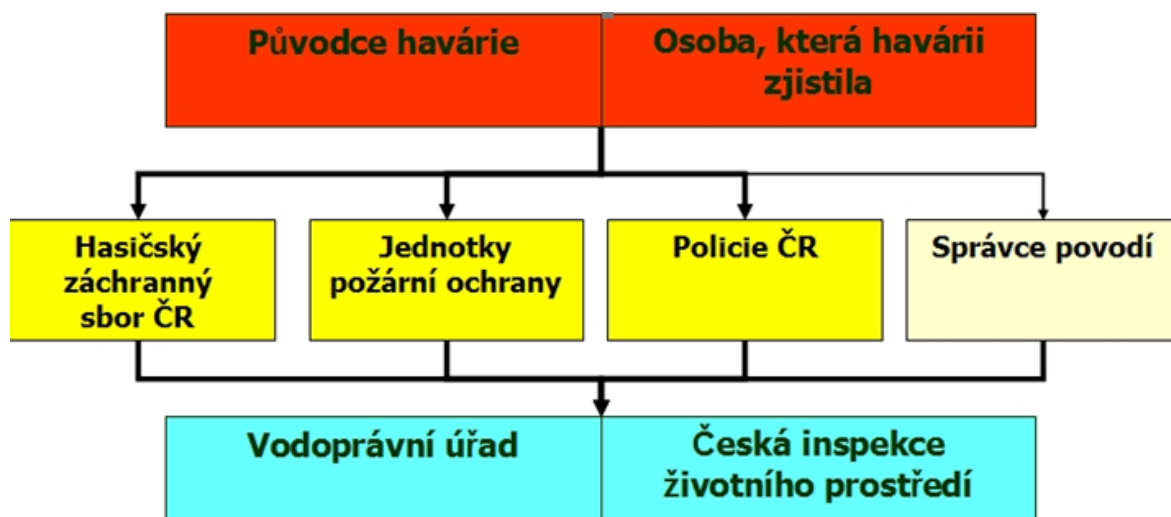 Původce havárie
Osoba, která havárii
zjistila
Hasičský
záchranný
sbor ČR
Jednotky
požární ochrany
Policie ČR
Správce povodí
Vodoprávní úřad
Česká inspekce
životního prostředí